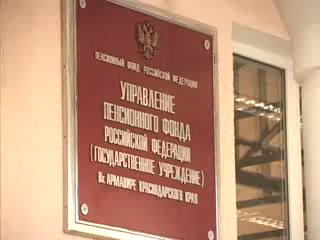 ПЕНСИОННЫЙ ФОНД РОССИЙСКОЙ ФЕДЕРАЦИИ
УПРАВЛЕНИЕ
ПЕНСИОННОГО ФОНДА
РОССИЙСКОЙ ФЕДЕРАЦИИ
(ГОСУДАРСТВЕННОЕ УЧРЕЖДЕНИЕ)
В г. АРМАВИРЕ КРАСНОДАРСКОГО КРАЯ